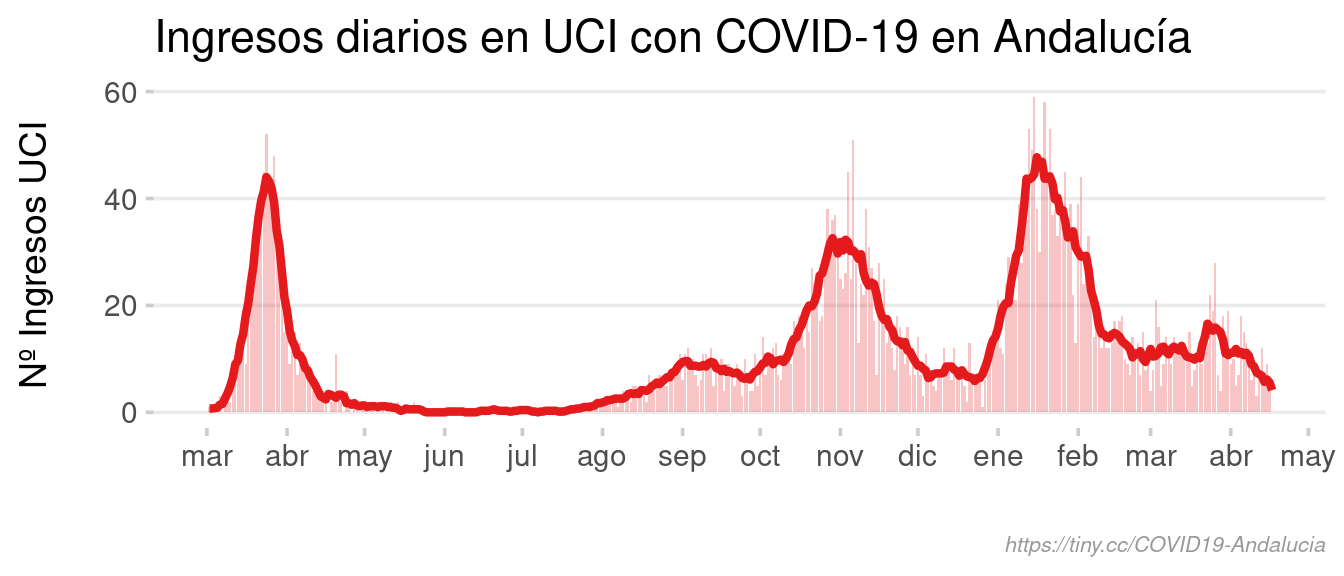 Ingresos diarios en UCI con COVID-19 en Andalucía
Nº Ingresos UCI
60
40
20
0
mar abr may jun jul ago sep oct nov dic ene feb mar abr may
https://tiny.cc/COVID19-Andalucia